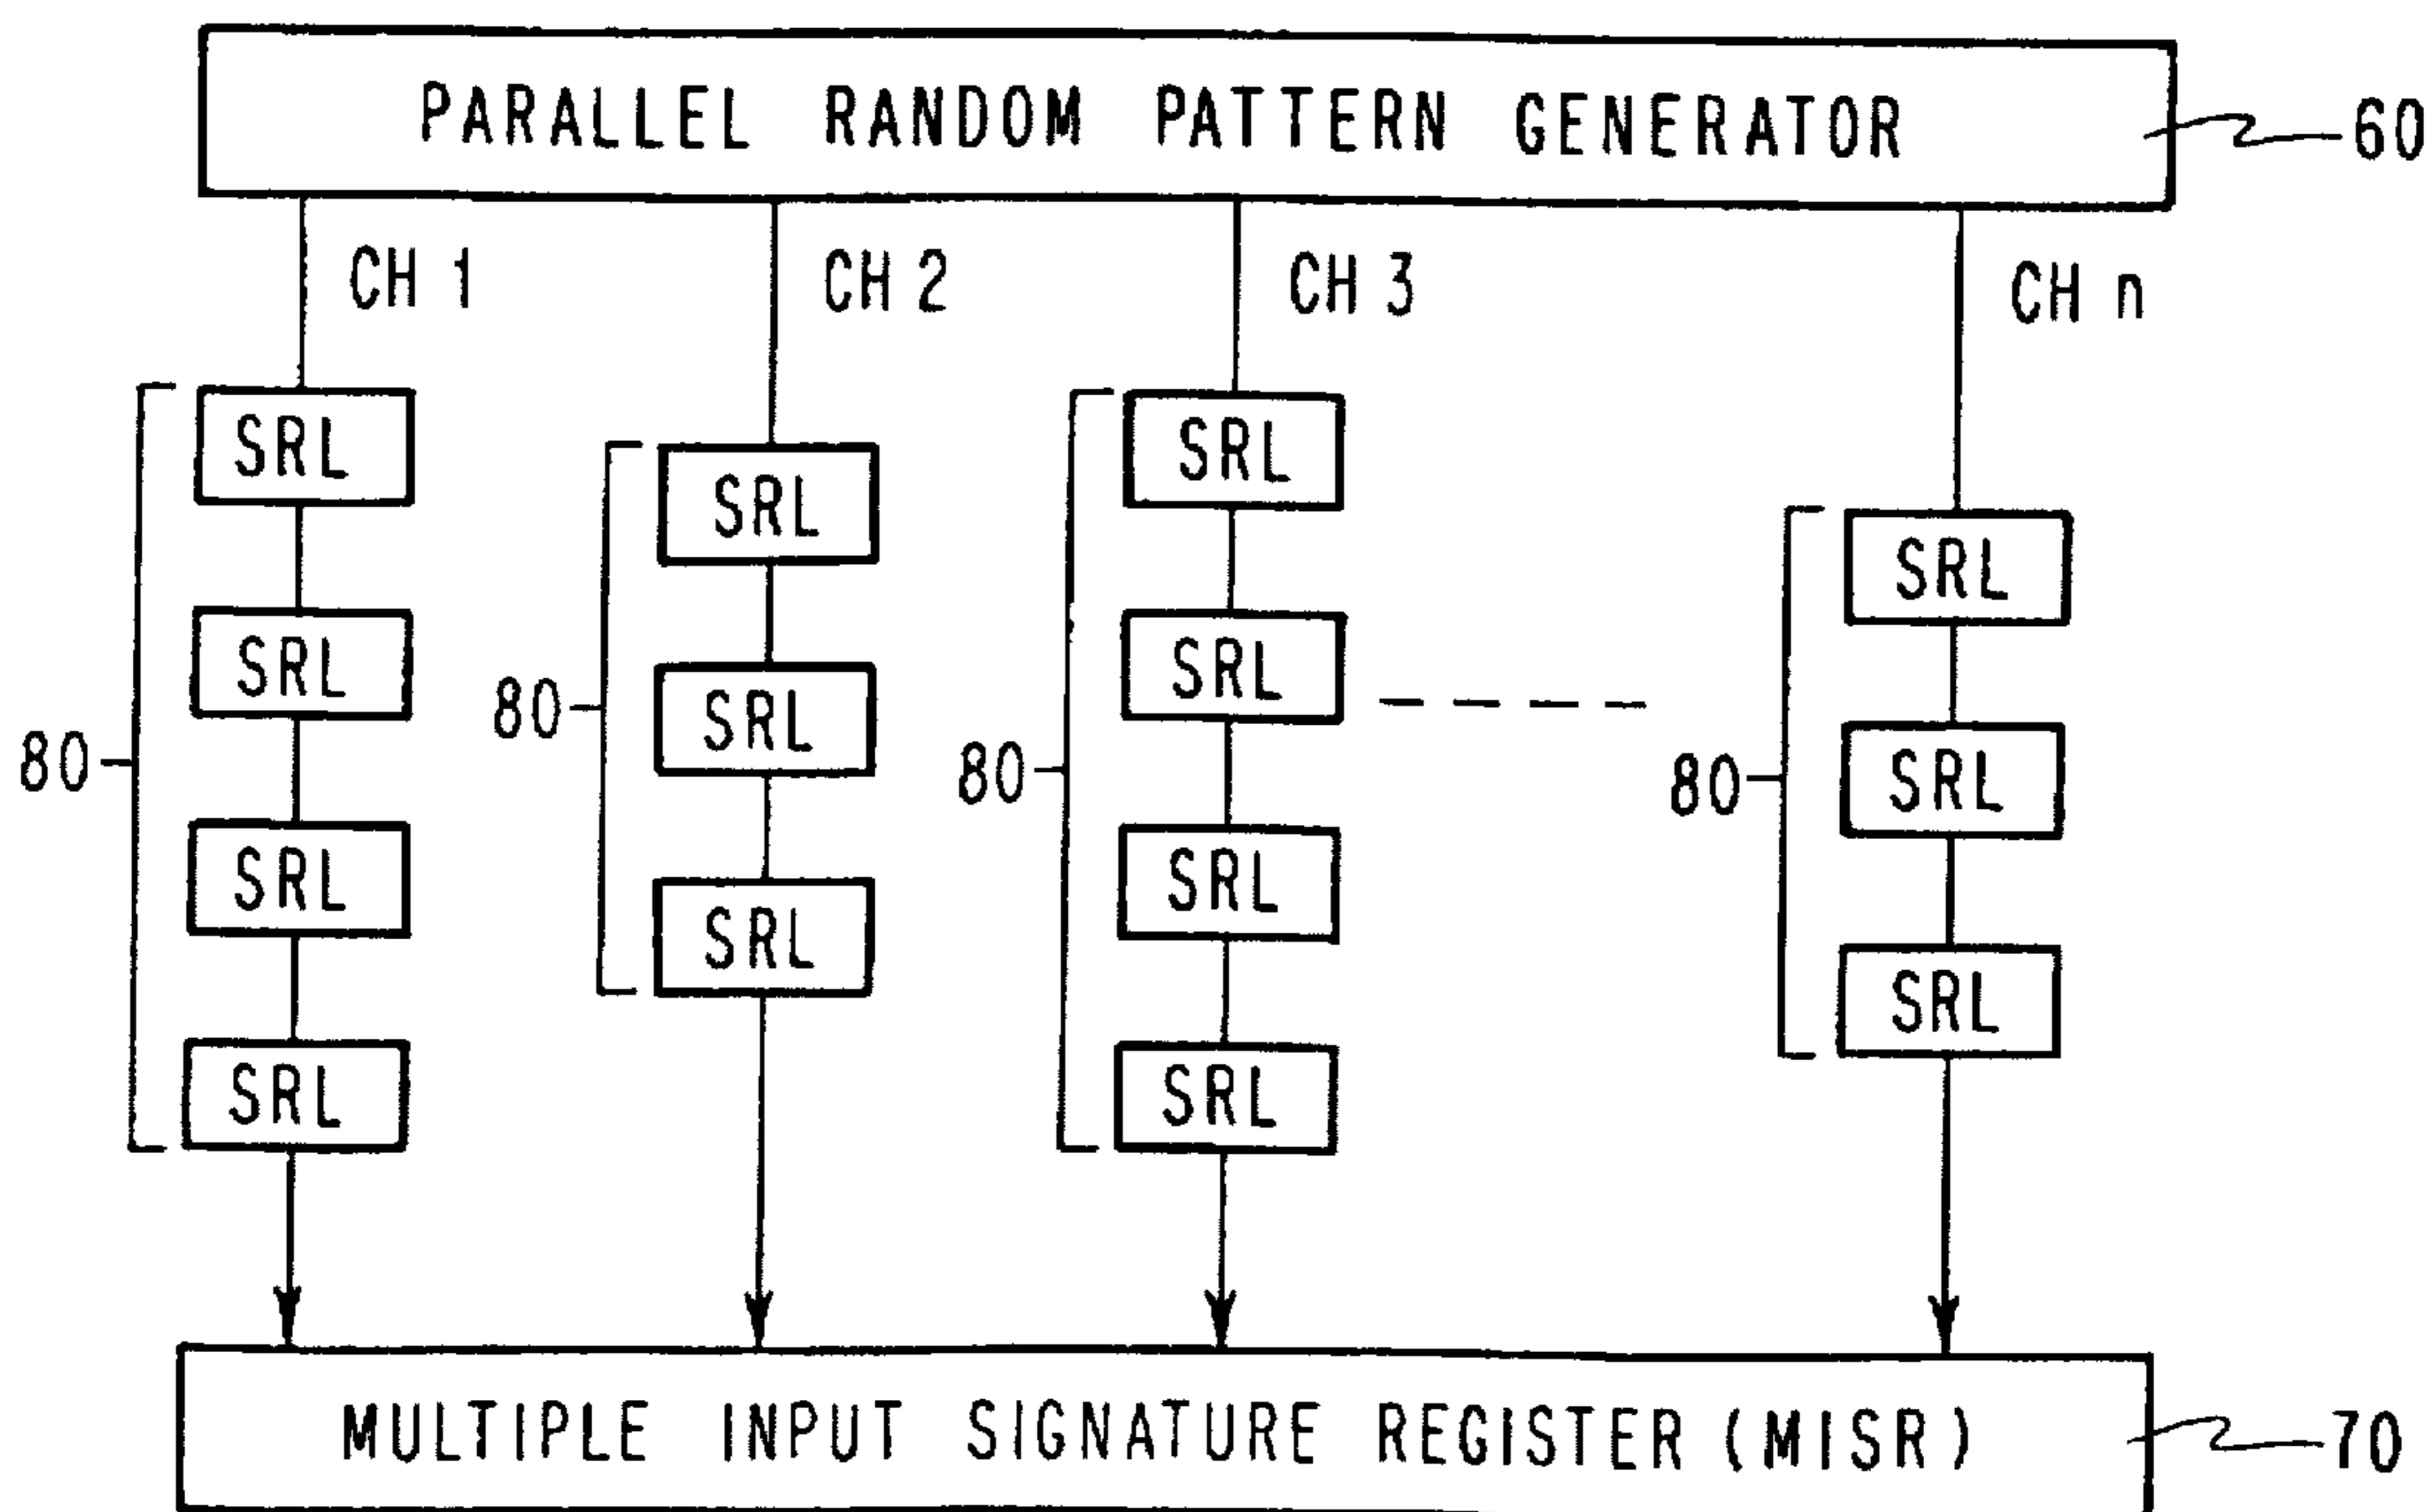 PARALLEL RANDOM PATTERN GENERATOR
60
CH 1
CH 2
CH 3
CH n
SRL
SRL
SRL
SRL
80
SRL
SRL
SRL
80
SRL
SRL
SRL
SRL
80
SRL
SRL
SRL
80
MULTIPLE INPUT SIGNATURE REGISTER (MISR)
70